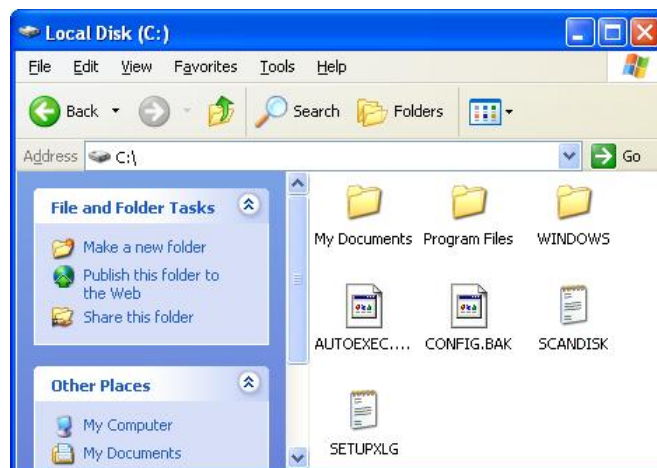 Local Disk (C:)
File Edit View Favorites Tools Help
Back Search Folders
Address C:\ Go
File and Folder Tasks
Make a new folder
Publish this folder to
the Web
Share this folder
Other Places
My Computer
My Documents
My Documents Program Files WINDOWS
AUTOEXEC.... CONFIG.BAK SCANDISK
SETUPXLG